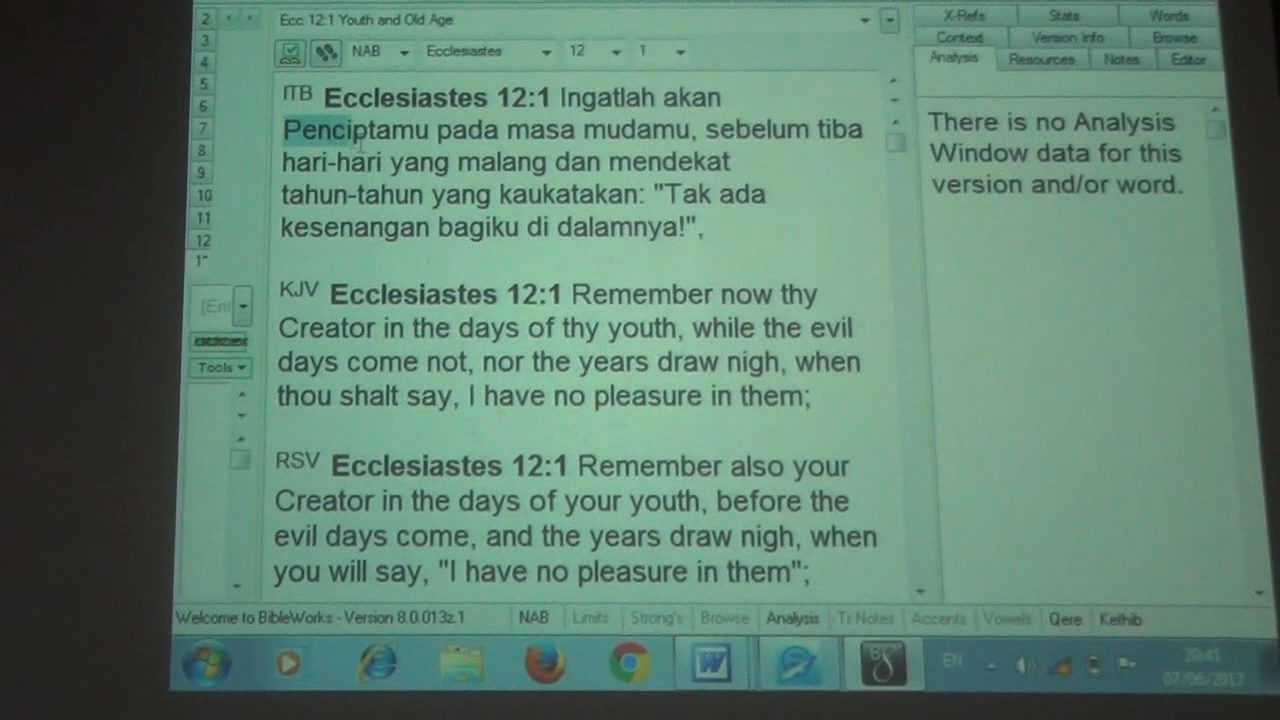 2
Ecc 12:1 Youth and Old Age
X-Refs Stats Words
3
Context Version Info Browse
4
NAB Ecclesiastes 12 1
Analysis Resources Notes Editor
5
ITB Ecclesiastes 12:1 Ingatlah akan
6
Penciptamu pada masa mudamu, sebelum tiba
7
hari-hari yang malang dan mendekat
8
tahun-tahun yang kaukatakan: "Tak ada
9
kesenangan bagiku di dalamnya!",
10
11
12
There is no Analysis
Window data for this
version and/or word.
KJV Ecclesiastes 12:1 Remember now thy
Creator in the days of thy youth, while the evil
days come not, nor the years draw nigh, when
thou shalt say, I have no pleasure in them;
Tools
RSV Ecclesiastes 12:1 Remember also your
Creator in the days of your youth, before the
evil days come, and the years draw nigh, when
you will say, "I have no pleasure in them";
Welcome to BibleWorks - Version 8.0.013z.1 NAB Limits Strong's Browse Analysis Notes Accents Vowels Qere Kethib
EN
20:41
07/06/2017